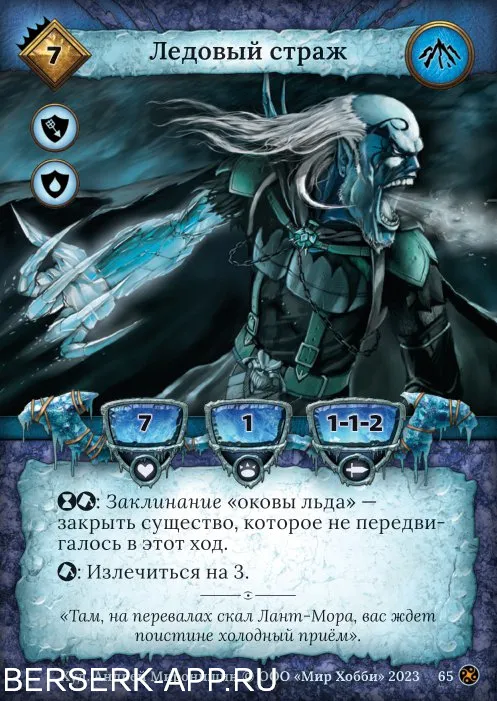 7
Ледовый страж
7
1
1-1-2
: Заклинание «оковы льда» —
закрыть существо, которое не передви-
галось в этот ход.
: Излечиться на 3.
«Там, на перевалах скал Лант-Мора, вас ждет
поистине холодный приём».
© ООО «Мир Хобби» 2023
65
BERSERK-APP.RU